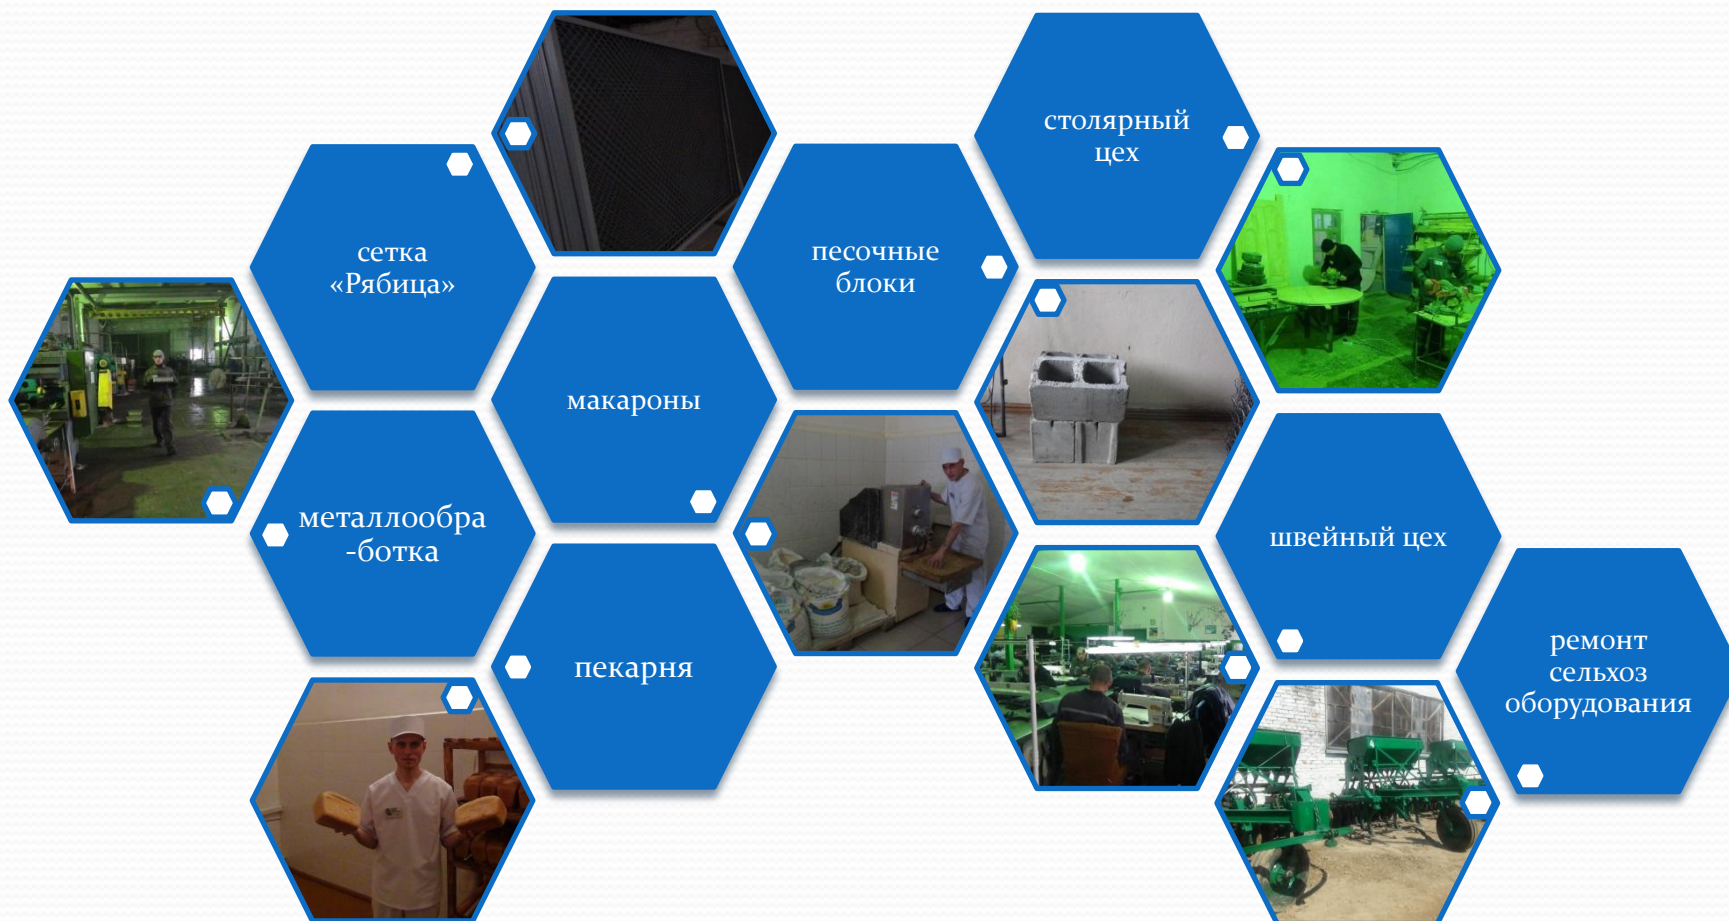 столярный
цех
сетка
«Рябица»
песочные
блоки
макароны
металлообра
-ботка
швейный цех
пекарня
ремонт
сельхоз
оборудования